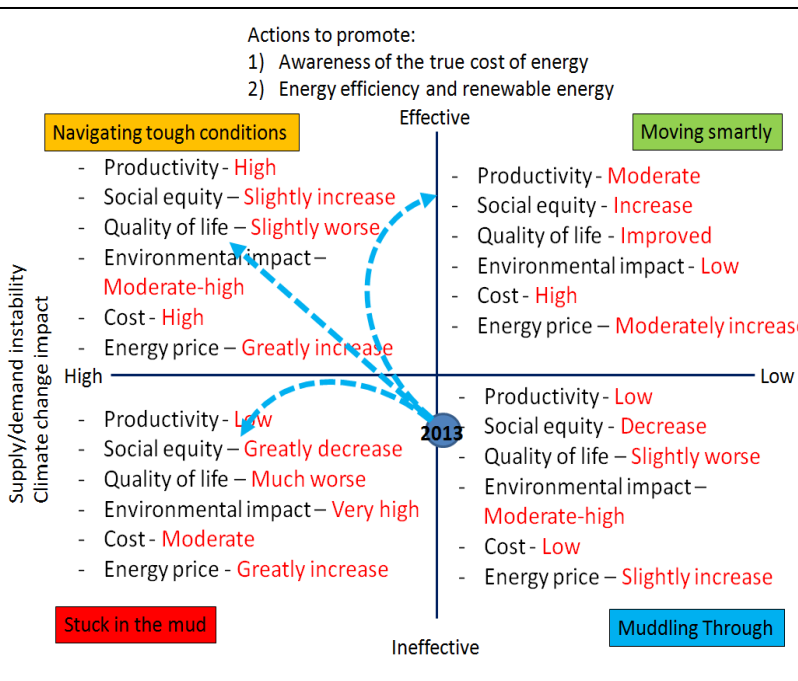 Actions to promote:
1) Awareness of the true cost of energy
2) Energy efficiency and renewable energy
Effective
Navigating tough conditions
- Productivity - High
- Social equity – Slightly increase
- Quality of life – Slightly worse
- Environmental impact –
Moderate-high
- Cost - High
- Energy price – Greatly increase
Moving smartly
- Productivity - Moderate
- Social equity - Increase
- Quality of life - Improved
- Environmental impact - Low
- Cost - High
- Energy price – Moderately increase
Supply/demand instability
Climate change impact
High
Low
2013
- Productivity - Low
- Social equity – Greatly decrease
- Quality of life – Much worse
- Environmental impact – Very high
- Cost - Moderate
- Energy price - Greatly increase
Stuck in the mud
- Productivity - Low
- Social equity - Decrease
- Quality of life – Slightly worse
- Environmental impact –
Moderate-high
- Cost - Low
- Energy price – Slightly increase
Muddling Through
Ineffective